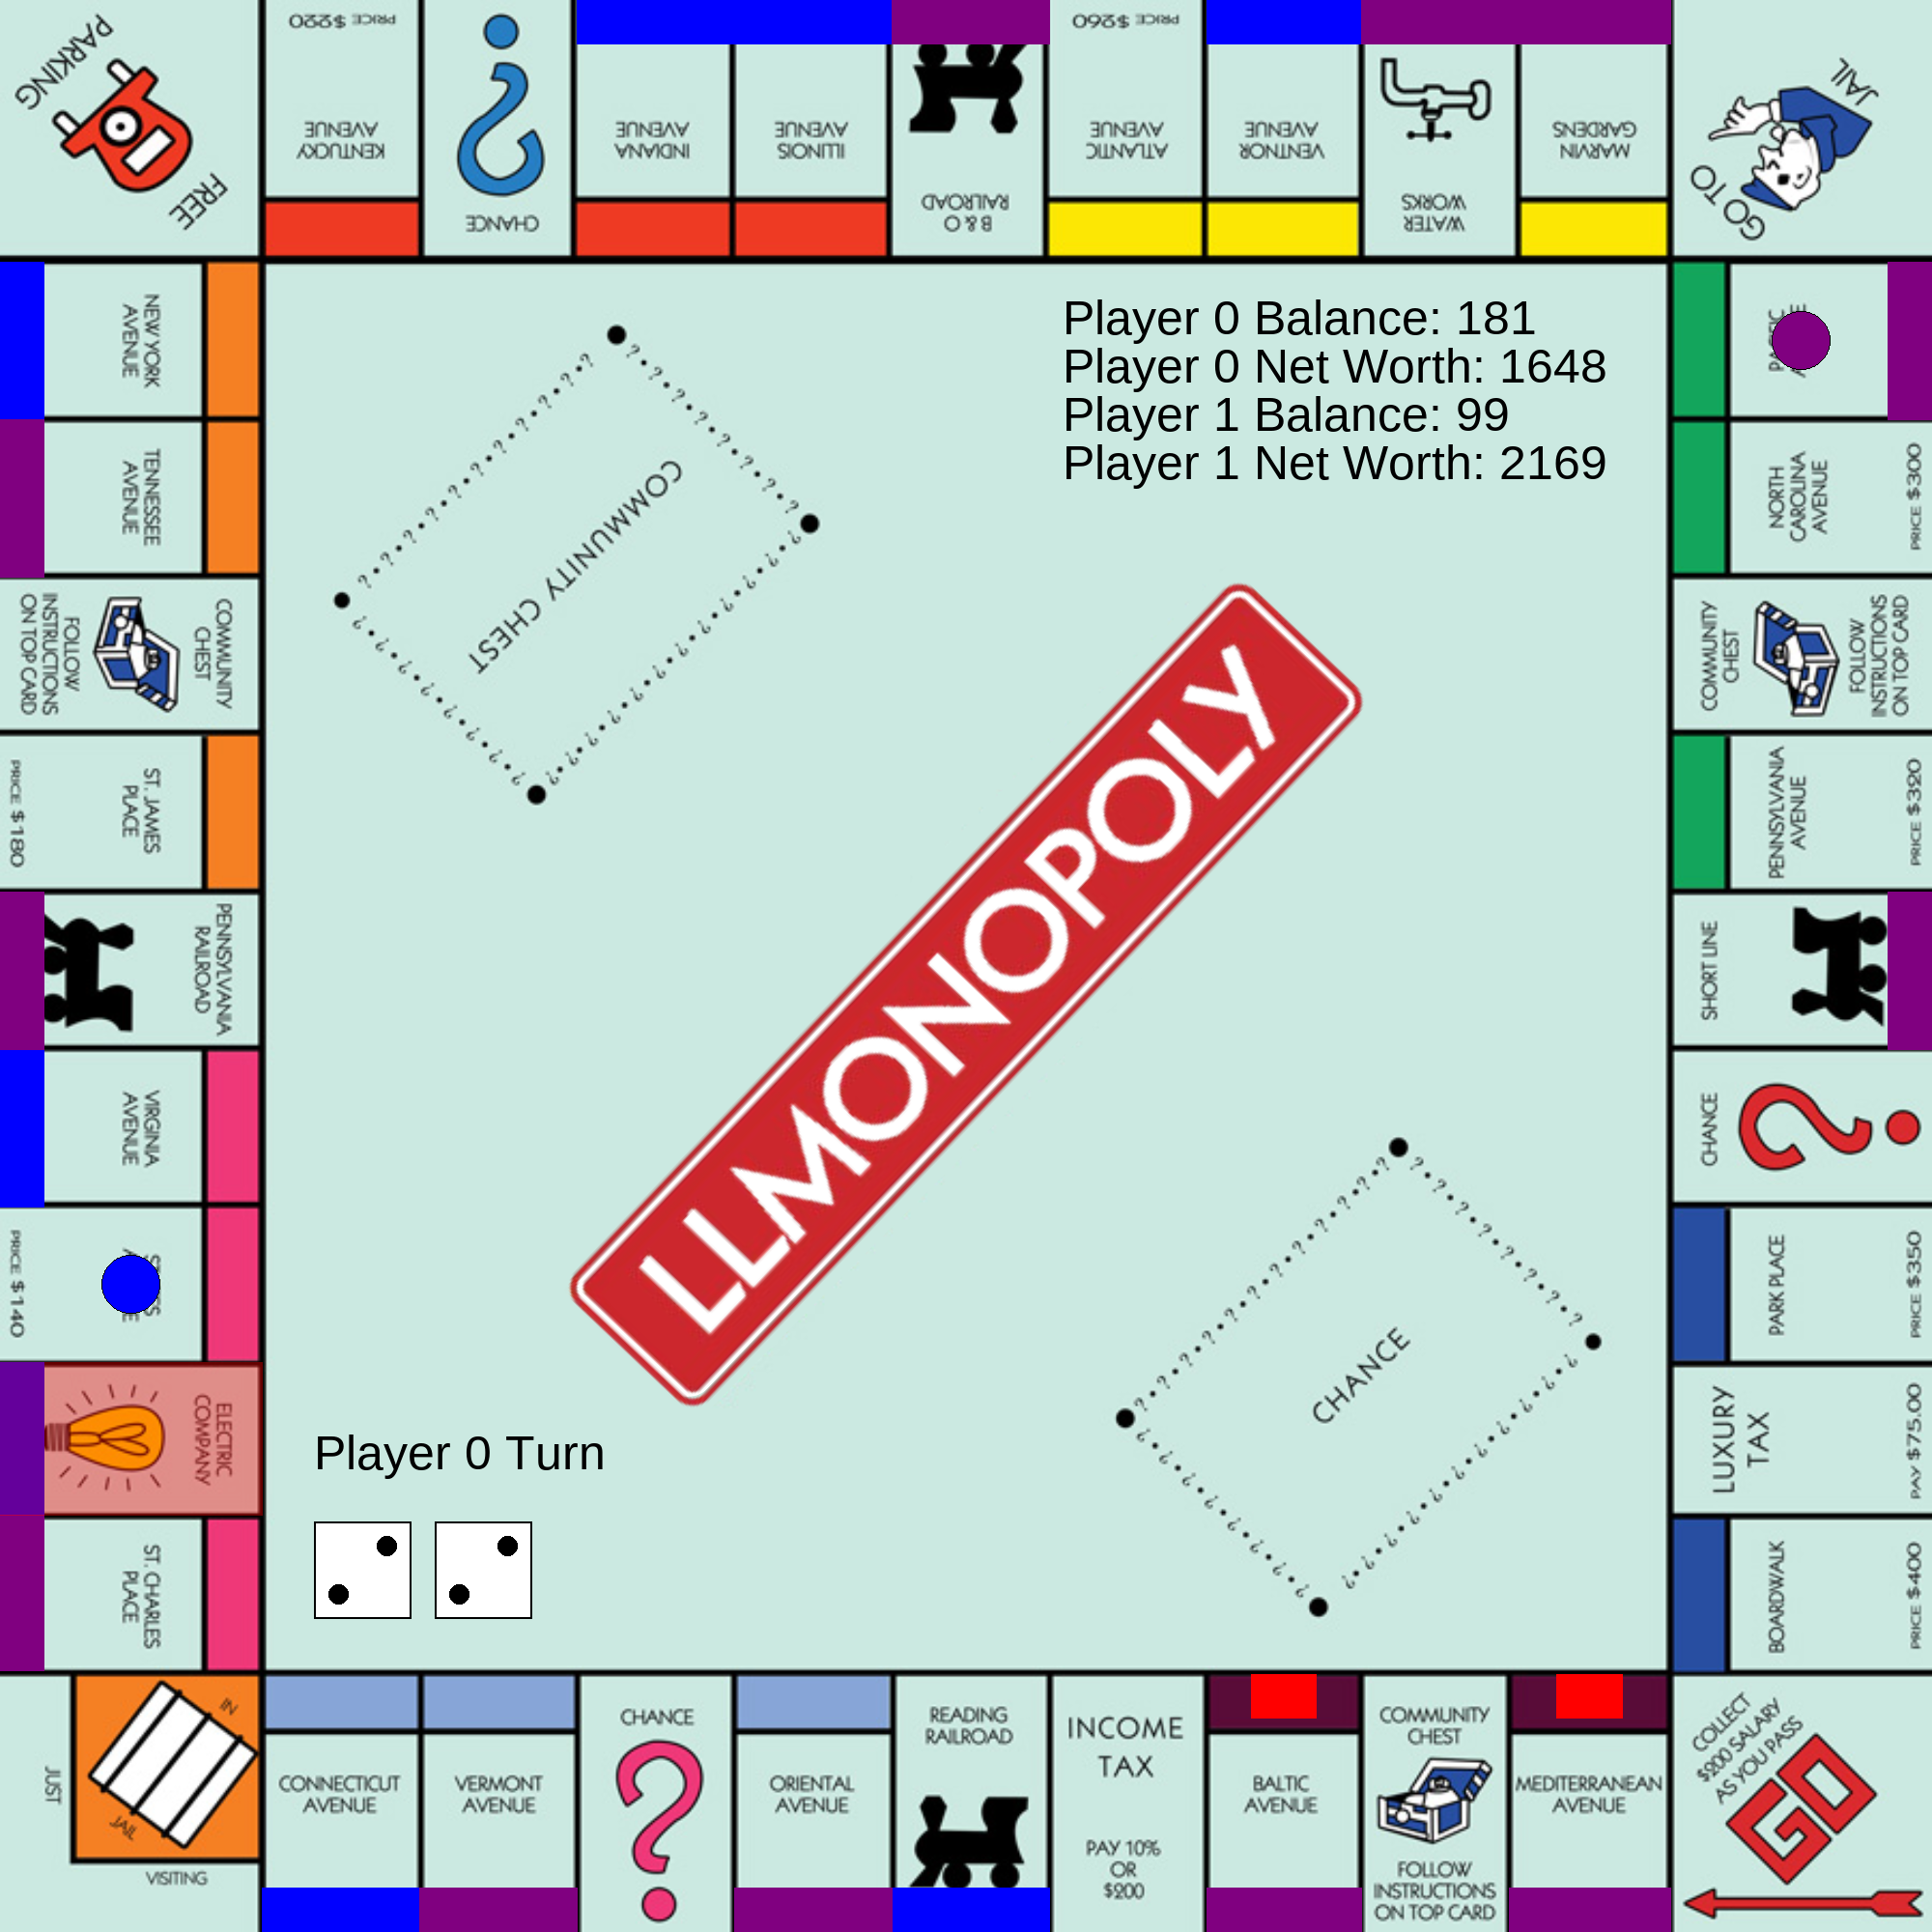 PARKING
FREE
PRICE $220
KENTUCKY
AVENUE
CHANCE
INDIANA
AVENUE
ILLINOIS
AVENUE
B & O
RAILROAD
PRICE $260
ATLANTIC
AVENUE
VENTNOR
AVENUE
WATER
WORKS
MARVIN
GARDENS
GO TO
JAIL
NEW YORK
AVENUE
TENNESSEE
AVENUE
COMMUNITY
CHEST
FOLLOW
INSTRUCTIONS
ON TOP CARD
ST. JAMES
PLACE
PRICE $180
PENNSYLVANIA
RAILROAD
VIRGINIA
AVENUE
PRICE $140
ELECTRIC
COMPANY
ST. CHARLES
PLACE
Player 0 Balance: 181
Player 0 Net Worth: 1648
Player 1 Balance: 99
Player 1 Net Worth: 2169
COMMUNITY CHEST
LLMONOPOLY
CHANCE
Player 0 Turn
NORTH
CAROLINA
AVENUE
PRICE $300
COMMUNITY
CHEST
FOLLOW
INSTRUCTIONS
ON TOP CARD
PENNSYLVANIA
AVENUE
PRICE $320
SHORT LINE
CHANCE
PARK PLACE
PRICE $350
LUXURY
TAX
PAY $75.00
BOARDWALK
PRICE $400
JUST
VISITING
IN
JAIL
CONNECTICUT
AVENUE
VERMONT
AVENUE
CHANCE
ORIENTAL
AVENUE
READING
RAILROAD
INCOME
TAX
PAY 10%
OR
$200
BALTIC
AVENUE
COMMUNITY
CHEST
FOLLOW
INSTRUCTIONS
ON TOP CARD
MEDITERRANEAN
AVENUE
COLLECT
$200 SALARY
AS YOU PASS
GO